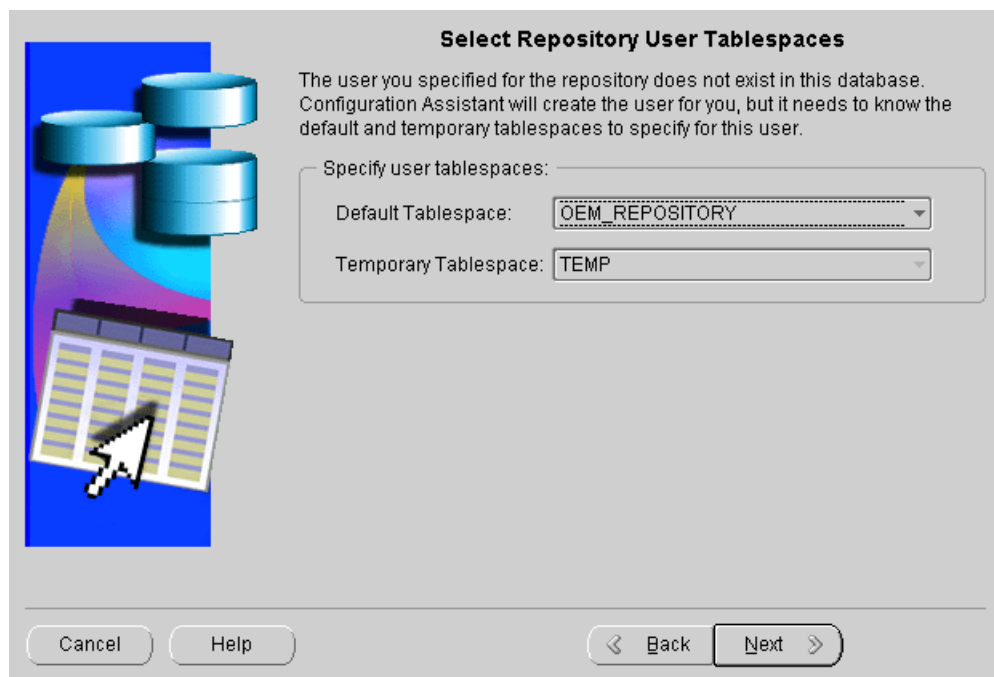 Select Repository User Tablespaces
The user you specified for the repository does not exist in this database.
Configuration Assistant will create the user for you, but it needs to know the
default and temporary tablespaces to specify for this user.
Specify user tablespaces:
Default Tablespace: OEM_REPOSITORY
Temporary Tablespace: TEMP
Cancel Help Back Next